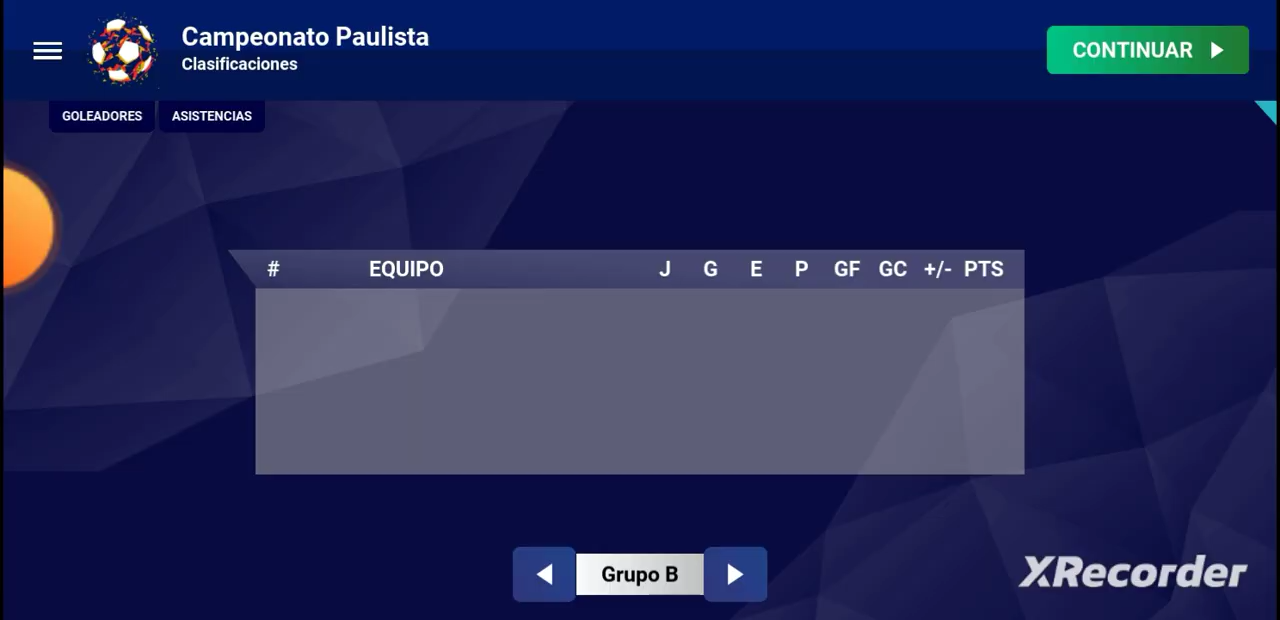 Campeonato Paulista
Clasificaciones
CONTINUAR
GOLEADORES ASISTENCIAS
# EQUIPO J G E P GF GC +/- PTS
Grupo B
XRecorder